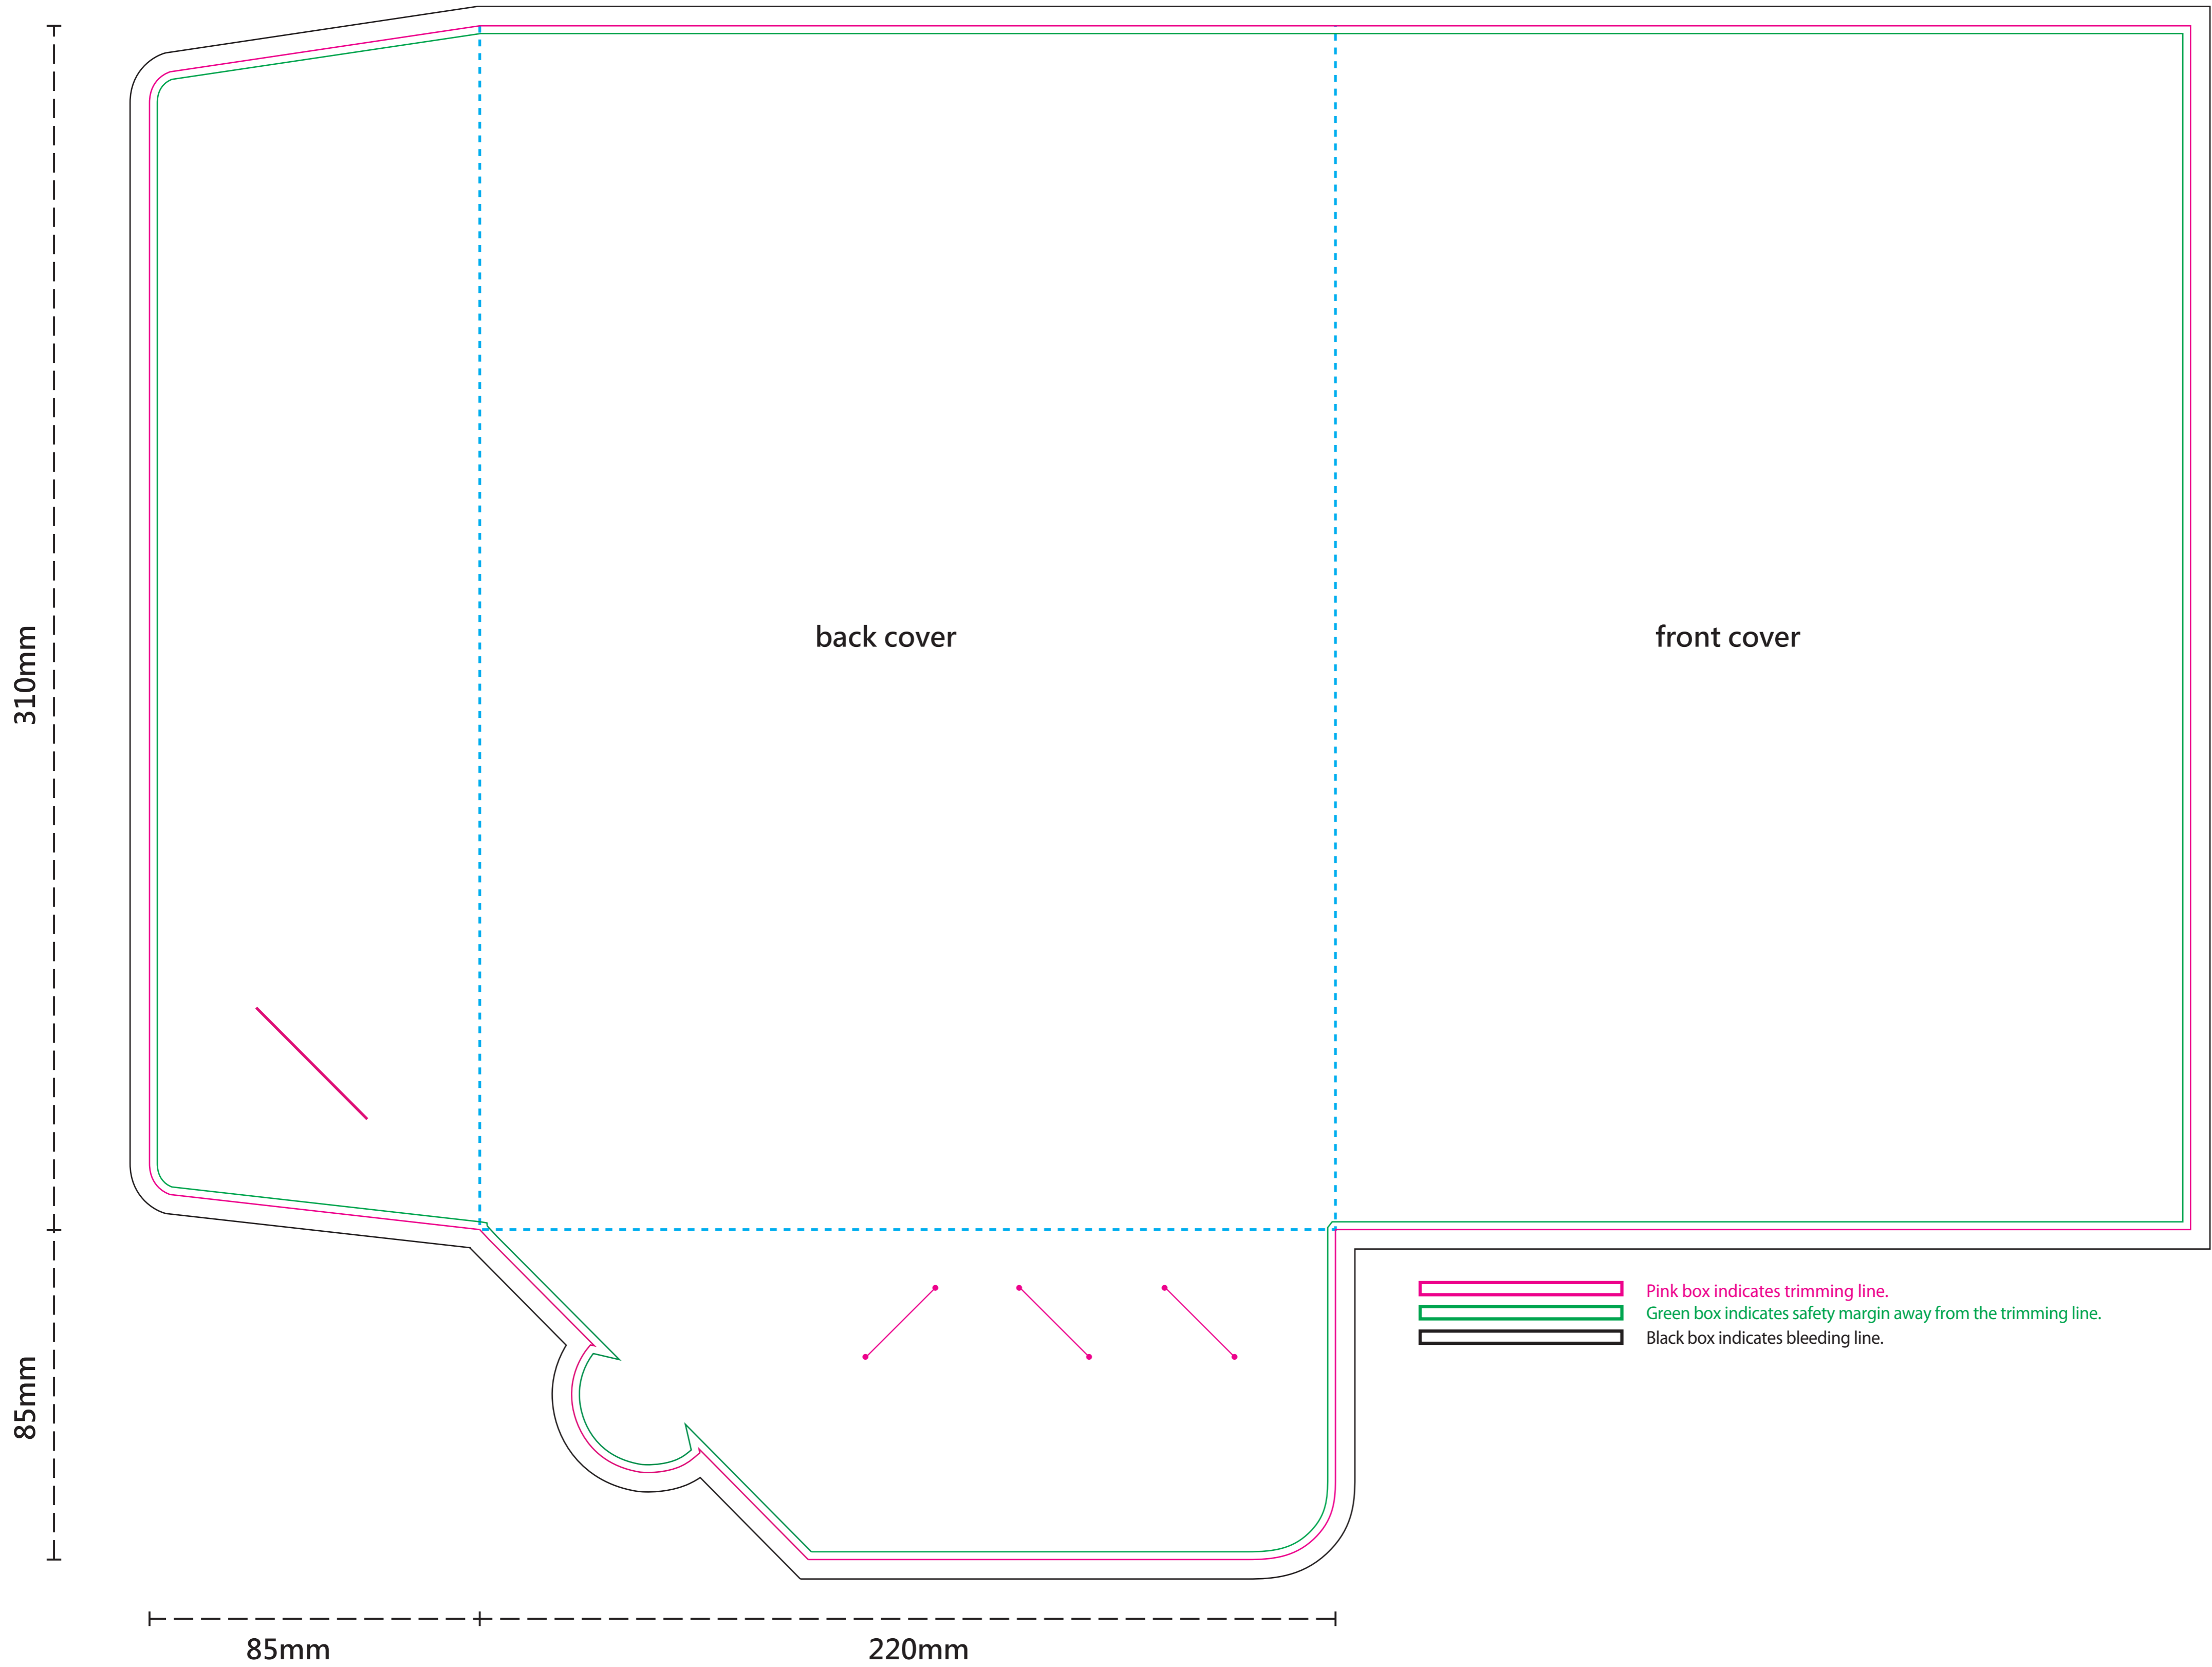 back cover
front cover
310mm
Pink box indicates trimming line.
Green box indicates safety margin away from the trimming line.
Black box indicates bleeding line.
85mm
85mm
220mm